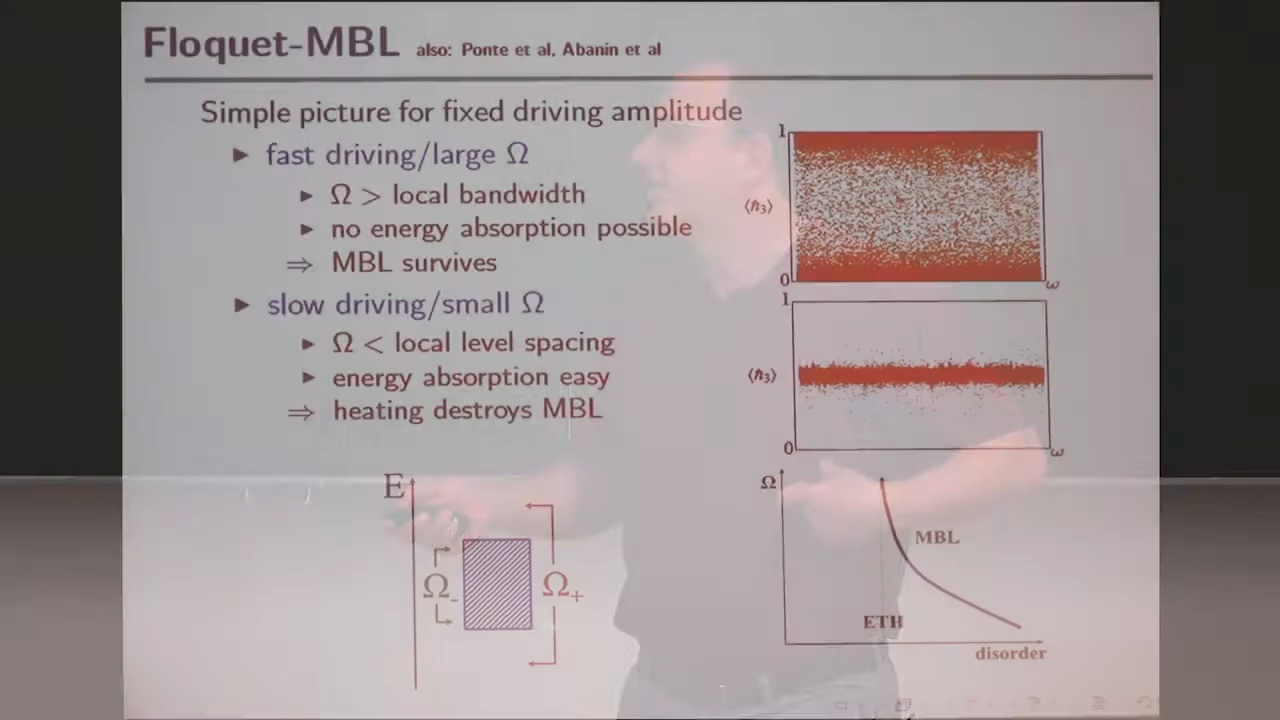 Floquet-MBL also: Ponte et al, Abanin et al
Simple picture for fixed driving amplitude
▶ fast driving/large Ω
▶ Ω > local bandwidth
▶ no energy absorption possible
⇒ MBL survives
▶ slow driving/small Ω
▶ Ω < local level spacing
▶ energy absorption easy
⇒ heating destroys MBL
E
Ω₋
Ω₊
1
⟨n₃⟩
0
ω
1
⟨n₃⟩
0
ω
Ω
MBL
ETH
disorder